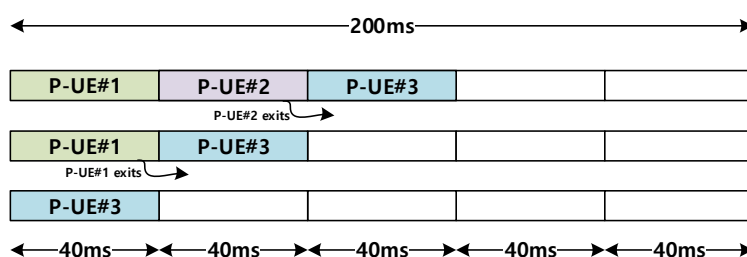 200ms
P-UE#1 P-UE#2 P-UE#3
P-UE#2 exits
P-UE#1 P-UE#3
P-UE#1 exits
P-UE#3
40ms 40ms 40ms 40ms 40ms